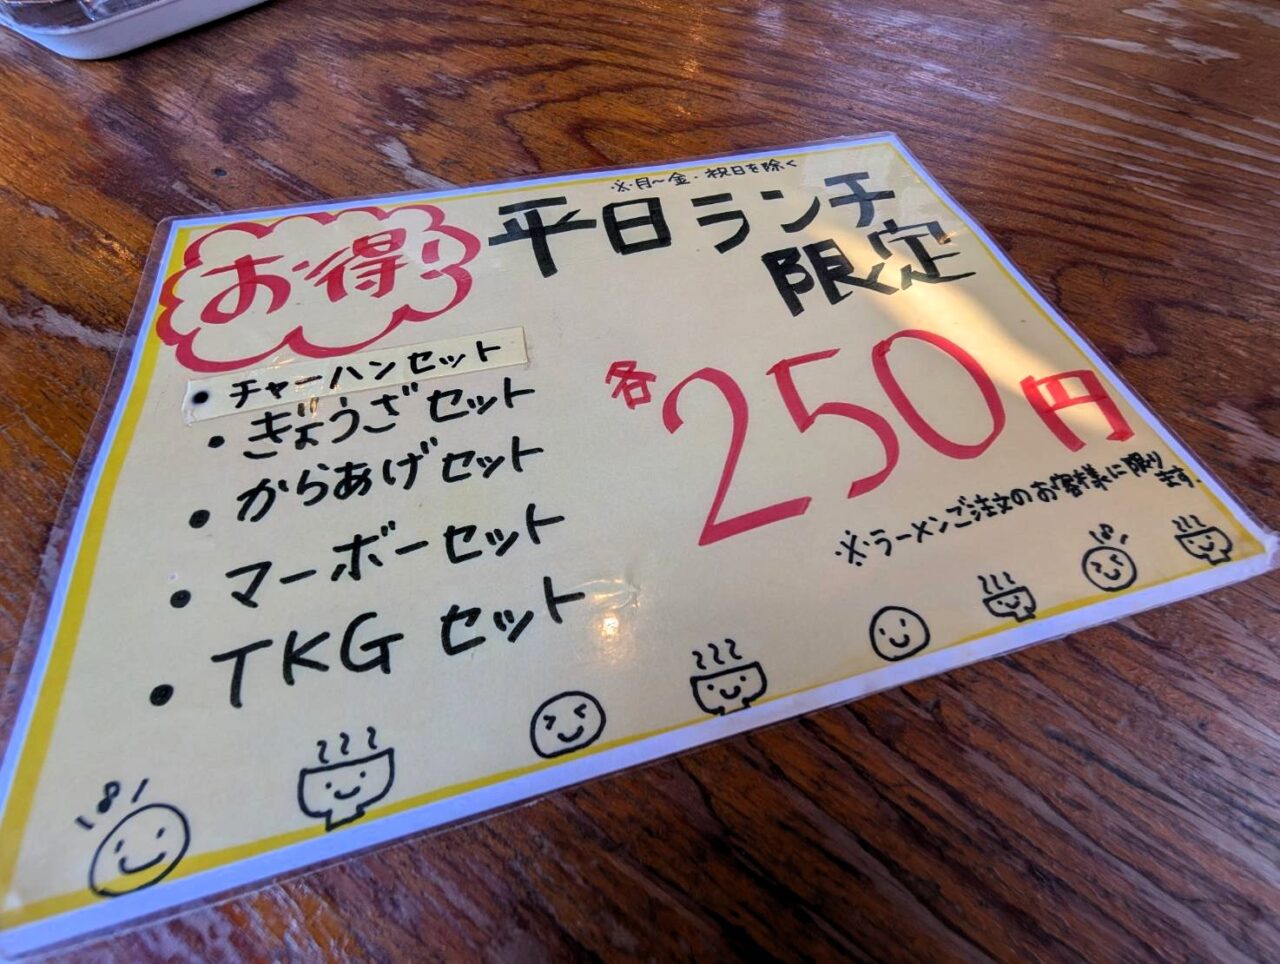 ※月～金・祝日を除く
お得!
平日ランチ
限定
・チャーハンセット
・ぎょうざセット
・からあげセット
・マーボーセット
・TKGセット
各250円
※ラーメンご注文のお客様に限り
ます。